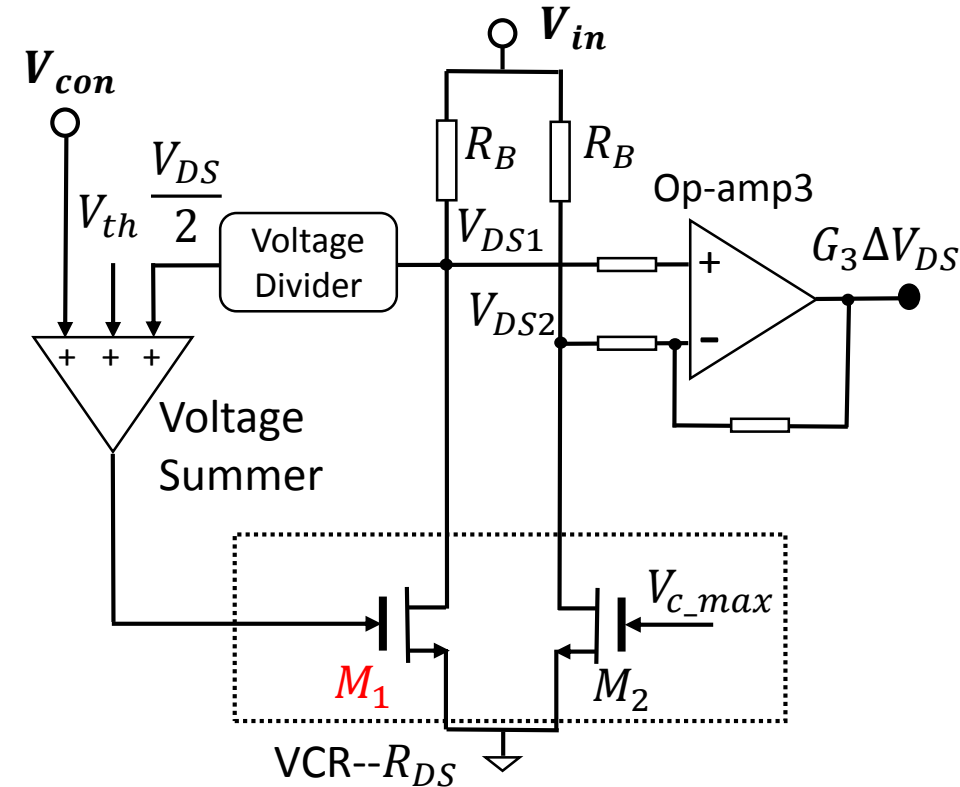 V_in
V_con
R_B
R_B
V_DS
2
V_th
Op-amp3
Voltage
Divider
V_DS1
G_3ΔV_DS
V_DS2
+
-
+ + +
Voltage
Summer
V_c_max
M_1
M_2
VCR--R_DS